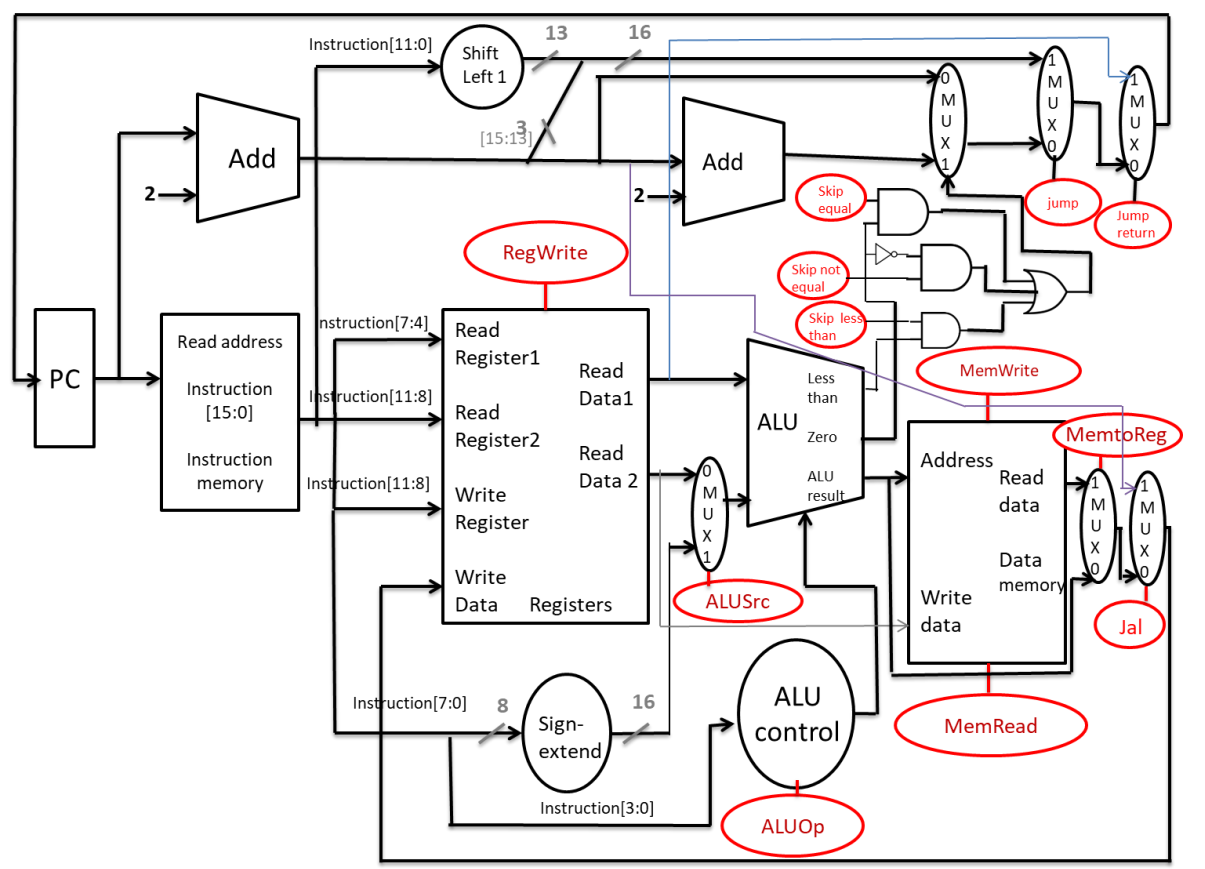 Instruction[11:0]
Shift
Left 1
13
16
3
[15:13]
Add
2
Add
2
0
M
U
X
1
1
M
U
X
0
1
M
U
X
0
Skip
equal
jump
Jump
return
Skip not
equal
Skip less
than
RegWrite
PC
Read address
Instruction
[15:0]
Instruction
memory
nstruction[7:4]
Instruction[11:8]
Instruction[11:8]
Read
Register1
Read
Register2
Write
Register
Write
Data
Registers
Read
Data1
Read
Data 2
0
M
U
X
1
ALUSrc
ALU
Less
than
Zero
ALU
result
MemWrite
Address
Read
data
Data
memory
Write
data
MemRead
MemtoReg
1
M
U
X
0
1
M
U
X
0
Jal
Instruction[7:0]
8
Sign-
extend
16
Instruction[3:0]
ALU
control
ALUOp